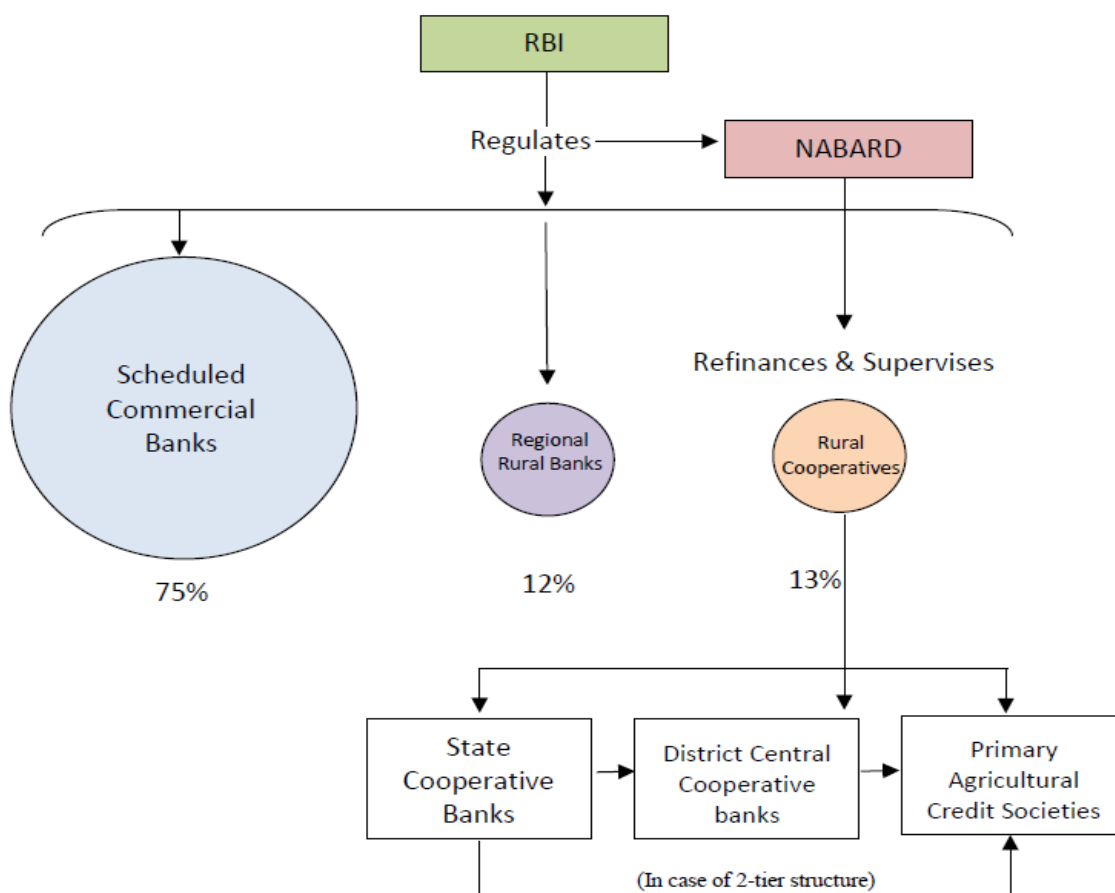 RBI
Regulates
NABARD
Scheduled
Commercial
Banks
Refinances & Supervises
Regional
Rural Banks
Rural
Cooperatives
75%
12%
13%
State
Cooperative
Banks
District Central
Cooperative
banks
Primary
Agricultural
Credit Societies
(In case of 2-tier structure)